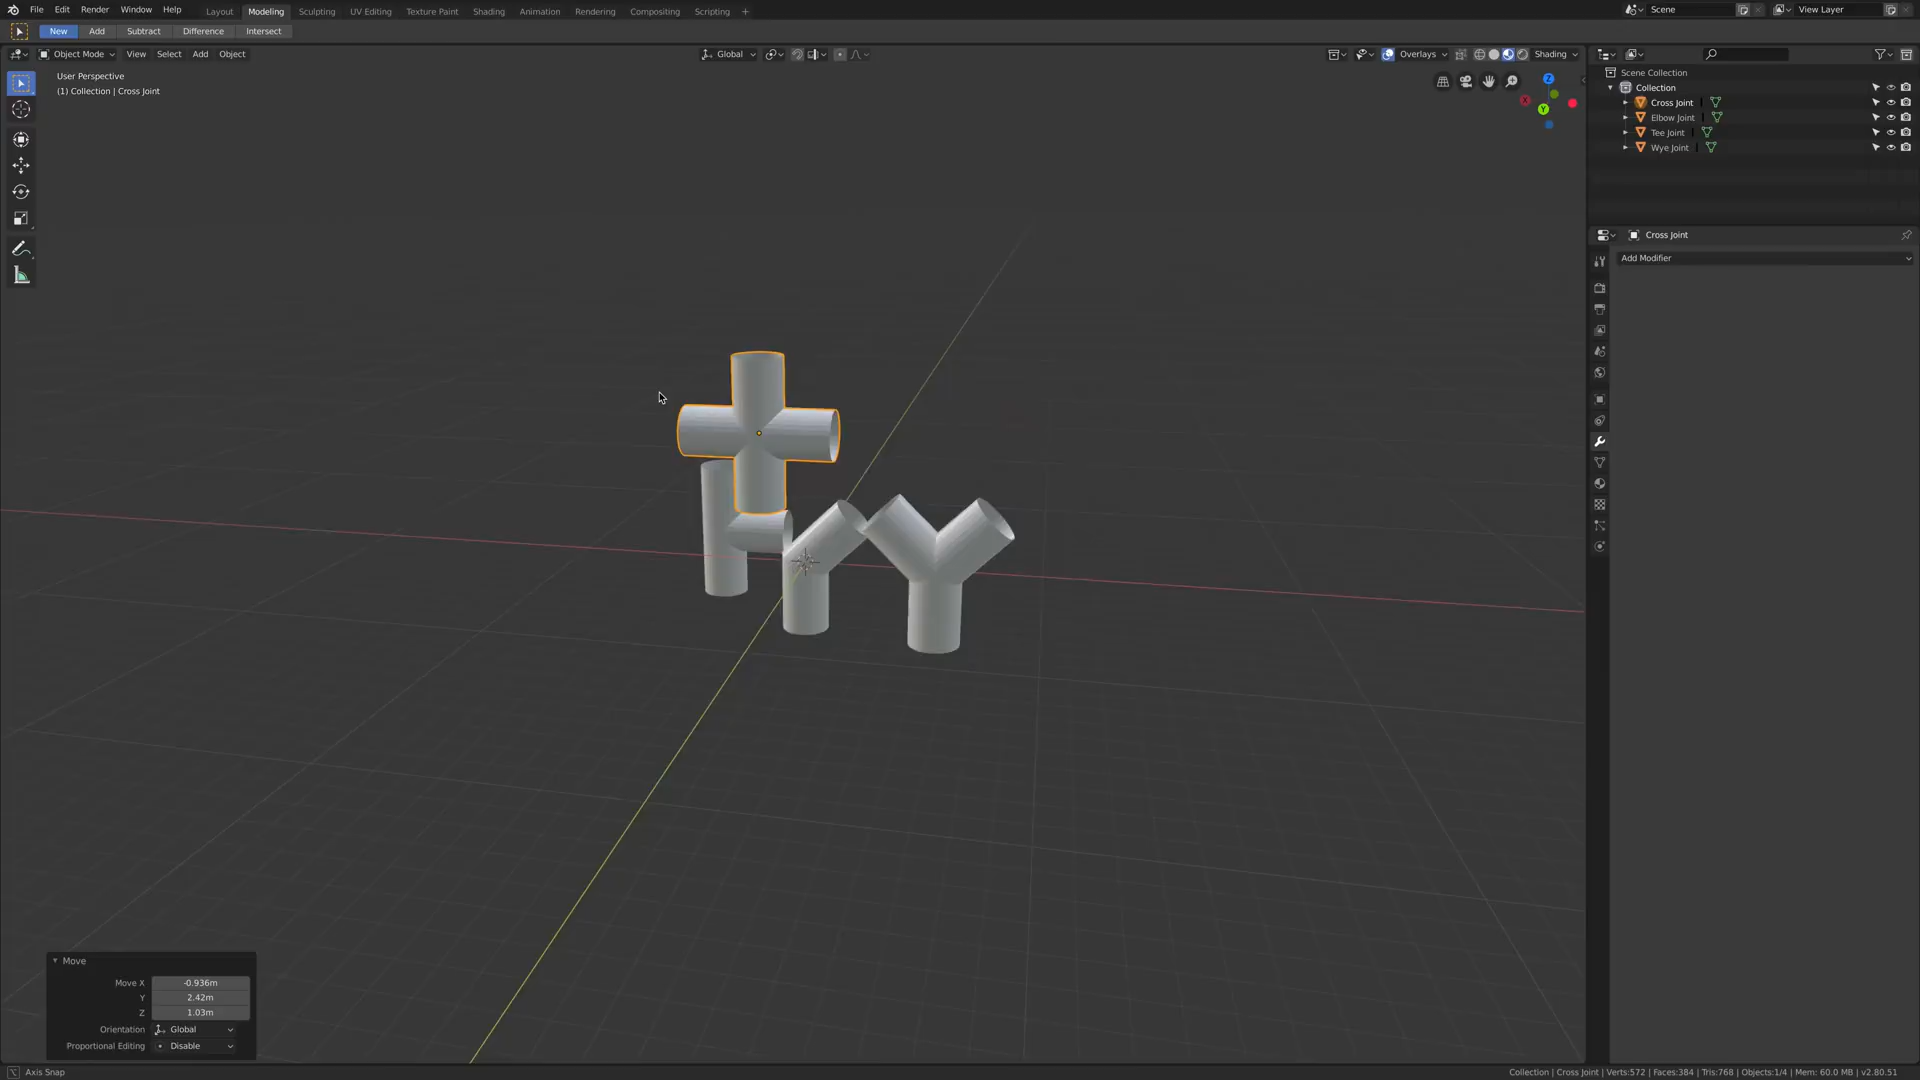 File Edit Render Window Help Layout Modeling Sculpting UV Editing Texture Paint Shading Animation Rendering Compositing Scripting + Scene View Layer
New Add Subtract Difference Intersect
Object Mode View Select Add Object Global Overlays Shading
User Perspective
(1) Collection | Cross Joint
Z
X
Y
Scene Collection
Collection
Cross Joint
Elbow Joint
Tee Joint
Wye Joint
Cross Joint
Add Modifier
Move
Move X -0.936m
Y 2.42m
Z 1.03m
Orientation Global
Proportional Editing Disable
Axis Snap
Collection | Cross Joint | Verts:572 | Faces:384 | Tris:768 | Objects:1/4 | Mem: 60.0 MB | v2.80.51